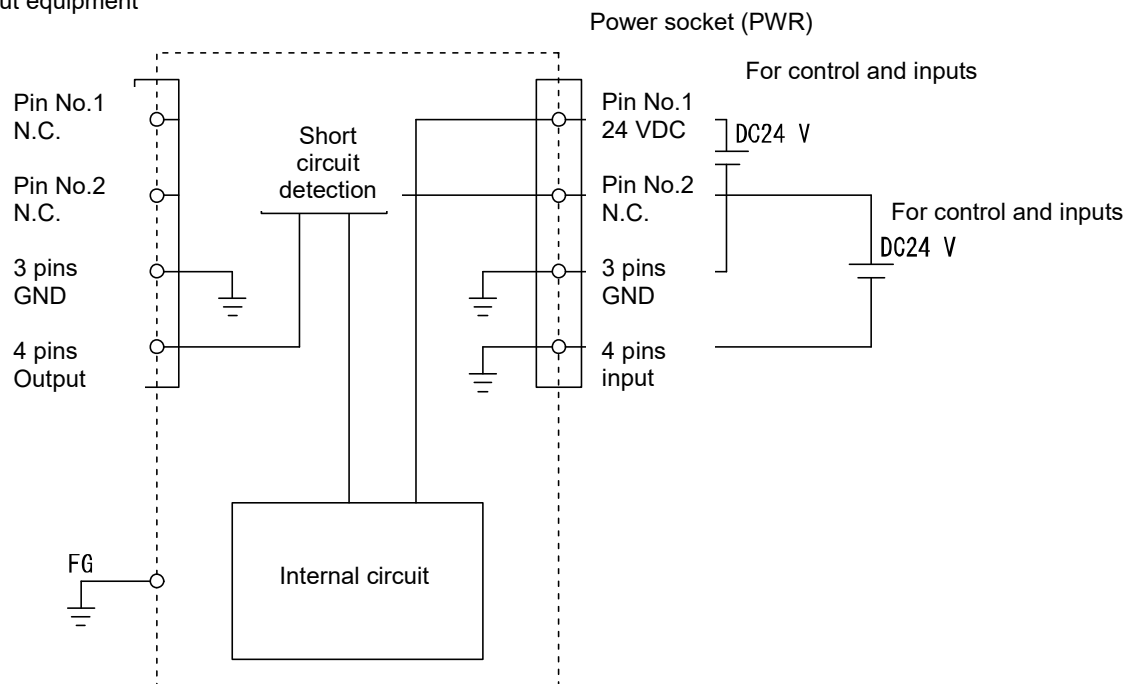 ut equipment
Power socket (PWR)
For control and inputs
Pin No.1
N.C.
Pin No.2
N.C.
3 pins
GND
4 pins
Output
Short
circuit
detection
Pin No.1
24 VDC
DC24 V
Pin No.2
N.C.
For control and inputs
DC24 V
3 pins
GND
4 pins
input
FG
Internal circuit